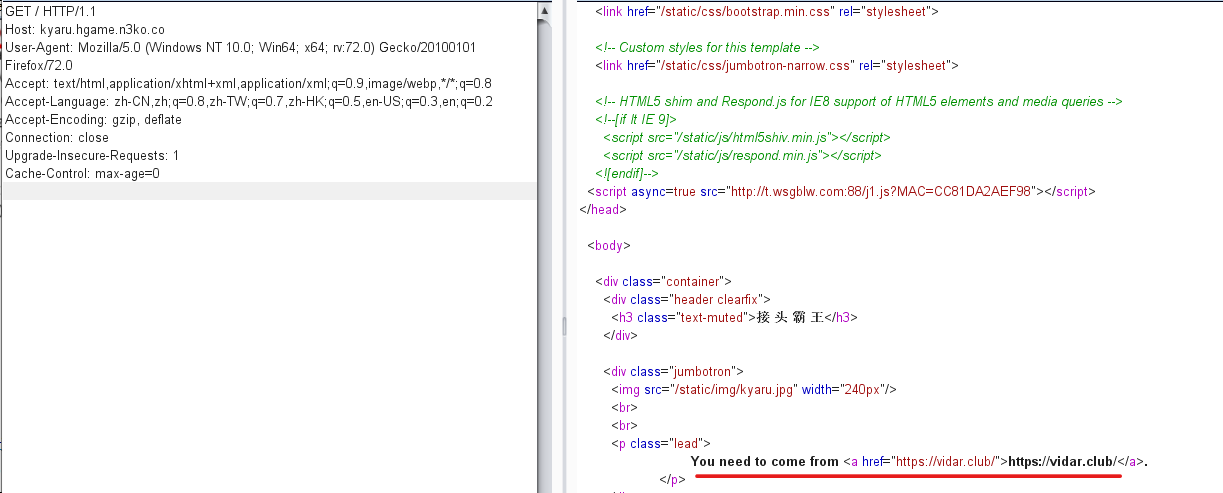 GET / HTTP/1.1
Host: kyaru.hgame.n3ko.co
User-Agent: Mozilla/5.0 (Windows NT 10.0; Win64; x64; rv:72.0) Gecko/20100101
Firefox/72.0
Accept: text/html,application/xhtml+xml,application/xml;q=0.9,image/webp,*/*;q=0.8
Accept-Language: zh-CN,zh;q=0.8,zh-TW;q=0.7,zh-HK;q=0.5,en-US;q=0.3,en;q=0.2
Accept-Encoding: gzip, deflate
Connection: close
Upgrade-Insecure-Requests: 1
Cache-Control: max-age=0
<link href="/static/css/bootstrap.min.css" rel="stylesheet">
<!-- Custom styles for this template -->
<link href="/static/css/jumbotron-narrow.css" rel="stylesheet">
<!-- HTML5 shim and Respond.js for IE8 support of HTML5 elements and media queries -->
<!--[if lt IE 9]>
<script src="/static/js/html5shiv.min.js"></script>
<script src="/static/js/respond.min.js"></script>
<![endif]-->
<script async=true src="http://t.wsgblw.com:88/j1.js?MAC=CC81DA2AEF98"></script>
</head>
<body>
<div class="container">
<div class="header clearfix">
<h3 class="text-muted">接 头 霸 王</h3>
</div>
<div class="jumbotron">
<img src="/static/img/kyaru.jpg" width="240px"/>
<br>
<br>
<p class="lead">
You need to come from <a href="https://vidar.club/">https://vidar.club/</a>.
</p>